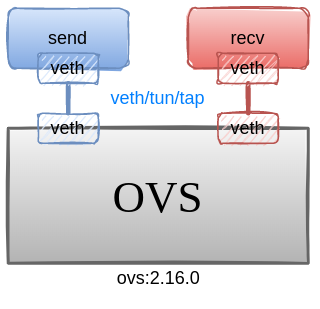 send
recv
veth
veth
veth/tun/tap
veth
veth
OVS
ovs:2.16.0